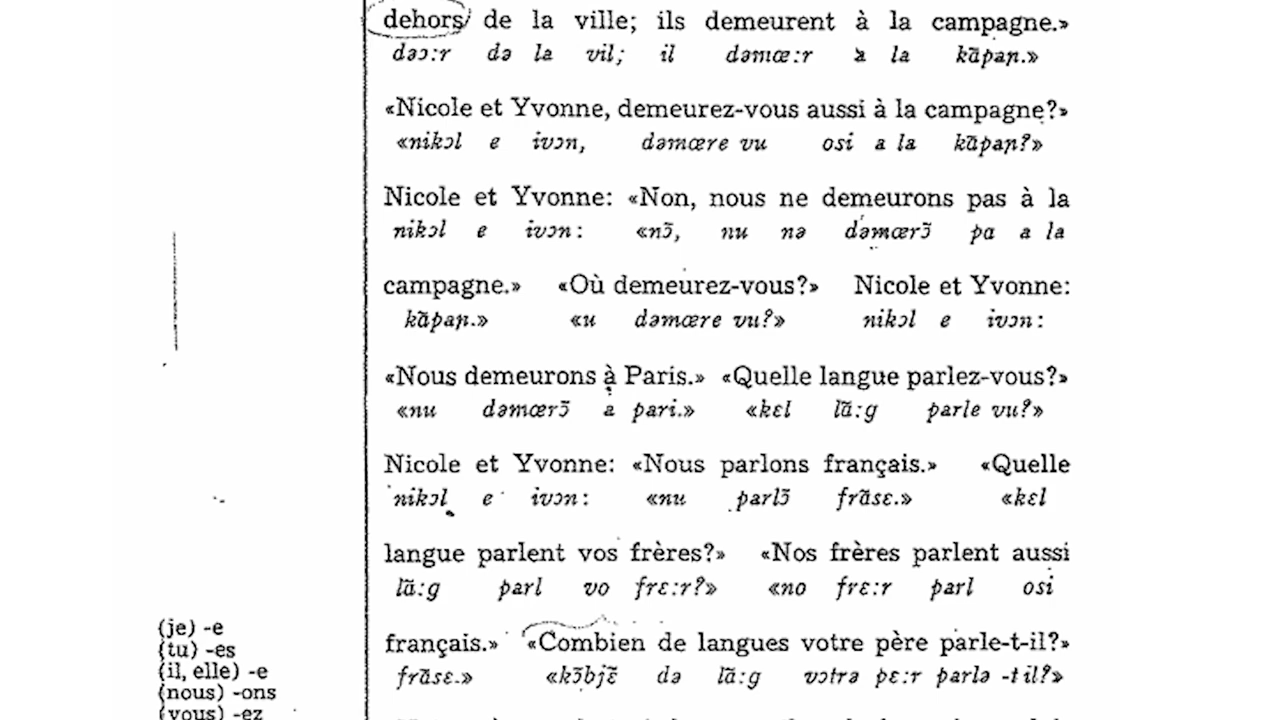 dehors de la ville; ils demeurent à la campagne.»
dəɔ:r də la vil; il dəmœ:r a la kɑ̃paɲ.»
«Nicole et Yvonne, demeurez-vous aussi à la campagne?»
«nikɔl e ivɔn, dəmœre vu osi a la kɑ̃paɲ?»
Nicole et Yvonne: «Non, nous ne demeurons pas à la
nikɔl e ivɔn: «nɔ̃, nu nə dəmœrɔ̃ pa a la
campagne.» «Où demeurez-vous?» Nicole et Yvonne:
kɑ̃paɲ.» «u dəmœre vu?» nikɔl e ivɔn:
«Nous demeurons à Paris.» «Quelle langue parlez-vous?»
«nu dəmœrɔ̃ a pari.» «kɛl lɑ̃:g parle vu?»
Nicole et Yvonne: «Nous parlons français.» «Quelle
nikɔl e ivɔn: «nu parlɔ̃ frɑ̃sɛ.» «kɛl
langue parlent vos frères?» «Nos frères parlent aussi
lɑ̃:g parl vo frɛ:r?» «no frɛ:r parl osi
français.» «Combien de langues votre père parle-t-il?»
frɑ̃sɛ.» «kɔ̃bjɛ̃ də lɑ̃:g vɔtrə pɛ:r parlə -t il?»
(je) -e
(tu) -es
(il, elle) -e
(nous) -ons
(vous) -ez